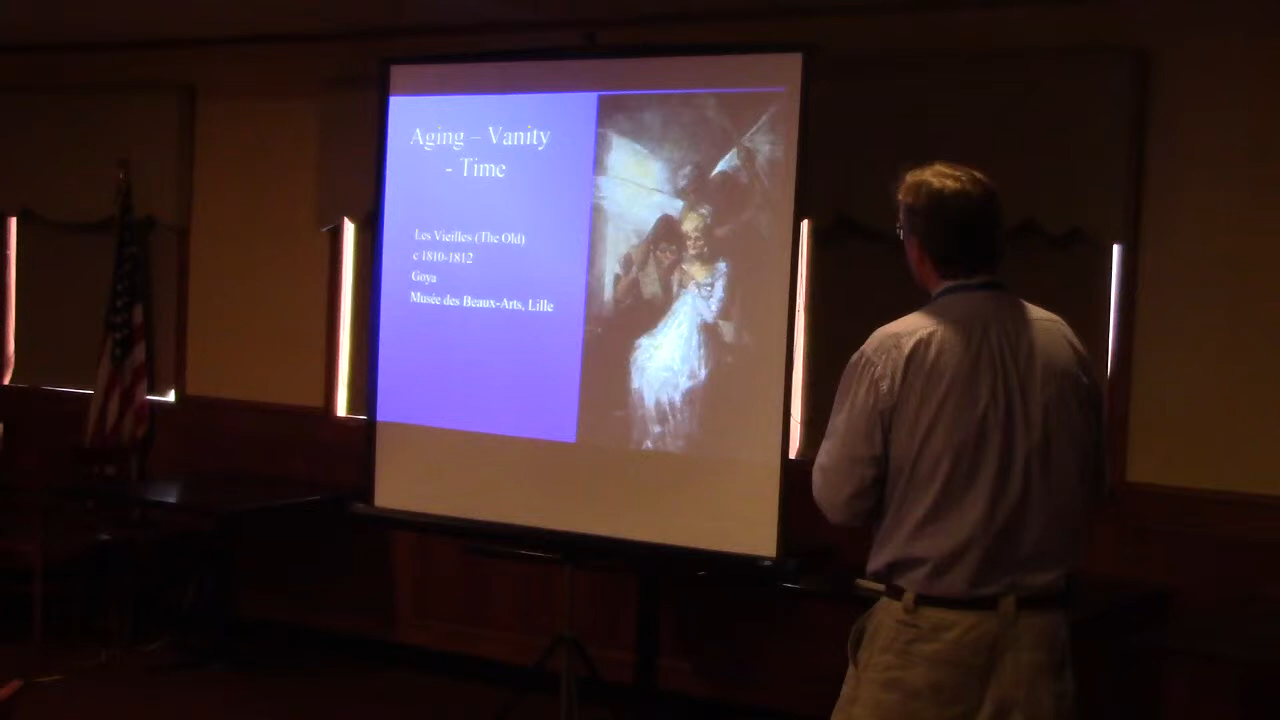 Aging – Vanity
- Time
Les Vieilles (The Old)
c 1810-1812
Goya
Musée des Beaux-Arts, Lille